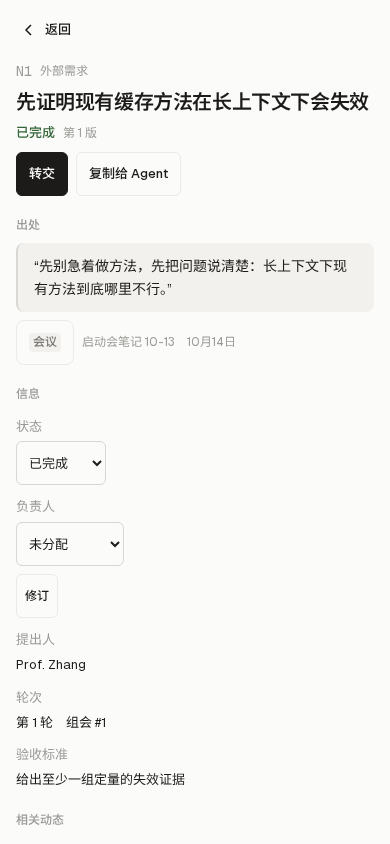 返回
N1 外部需求
先证明现有缓存方法在长上下文下会失效
已完成 第1版
转交 复制给 Agent
出处
“先别急着做方法，先把问题说清楚：长上下文下现
有方法到底哪里不行。”
会议 启动会笔记 10-13 10月14日
信息
状态
已完成
负责人
未分配
修订
提出人
Prof. Zhang
轮次
第1轮 组会 #1
验收标准
给出至少一组定量的失效证据
相关动态